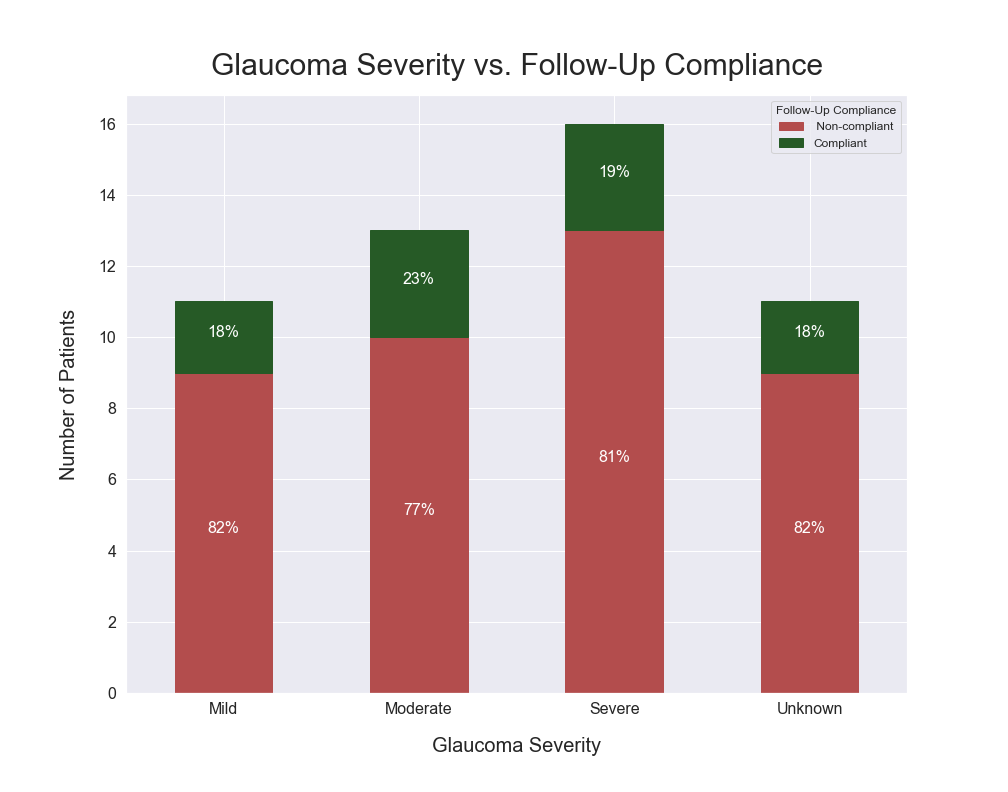 Glaucoma Severity vs. Follow-Up Compliance
Follow-Up Compliance
Non-compliant
Compliant
Number of Patients
16
14
12
10
8
6
4
2
0
18%
82%
23%
77%
19%
81%
18%
82%
Mild
Moderate
Severe
Unknown
Glaucoma Severity